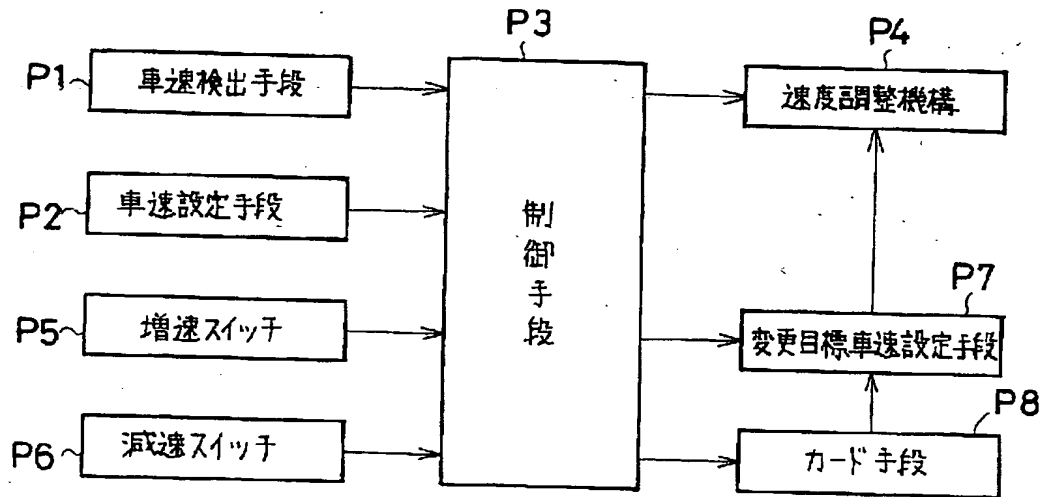 P3
P4
P1
車速検出手段
速度調整機構
P2
車速設定手段
制御手段
P7
P5
増速スイッチ
変更目標車速設定手段
P8
P6
減速スイッチ
カード手段